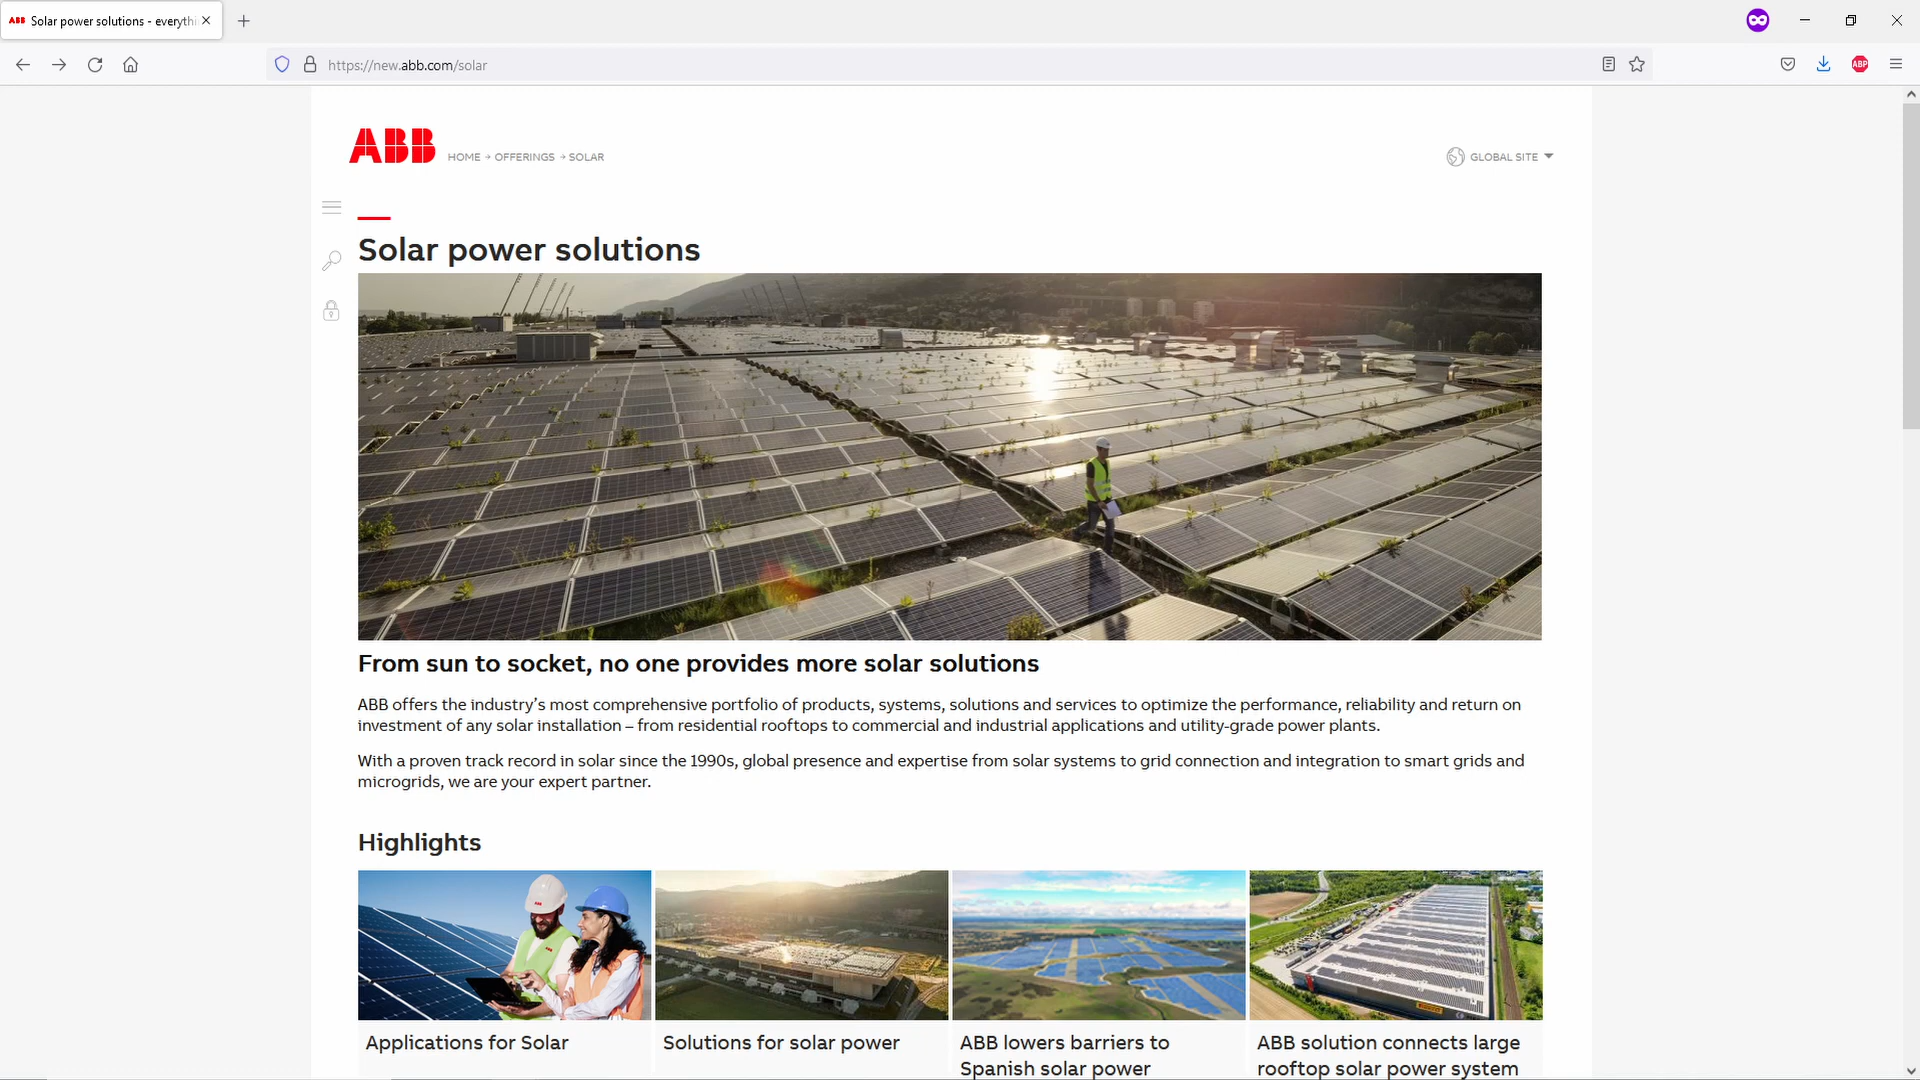 ABB Solar power solutions - everythi
https://new.abb.com/solar
ABP
ABB
HOME → OFFERINGS → SOLAR
GLOBAL SITE
Solar power solutions
From sun to socket, no one provides more solar solutions
ABB offers the industry’s most comprehensive portfolio of products, systems, solutions and services to optimize the performance, reliability and return on
investment of any solar installation – from residential rooftops to commercial and industrial applications and utility-grade power plants.
With a proven track record in solar since the 1990s, global presence and expertise from solar systems to grid connection and integration to smart grids and
microgrids, we are your expert partner.
Highlights
Applications for Solar
Solutions for solar power
ABB lowers barriers to
Spanish solar power
ABB solution connects large
rooftop solar power system